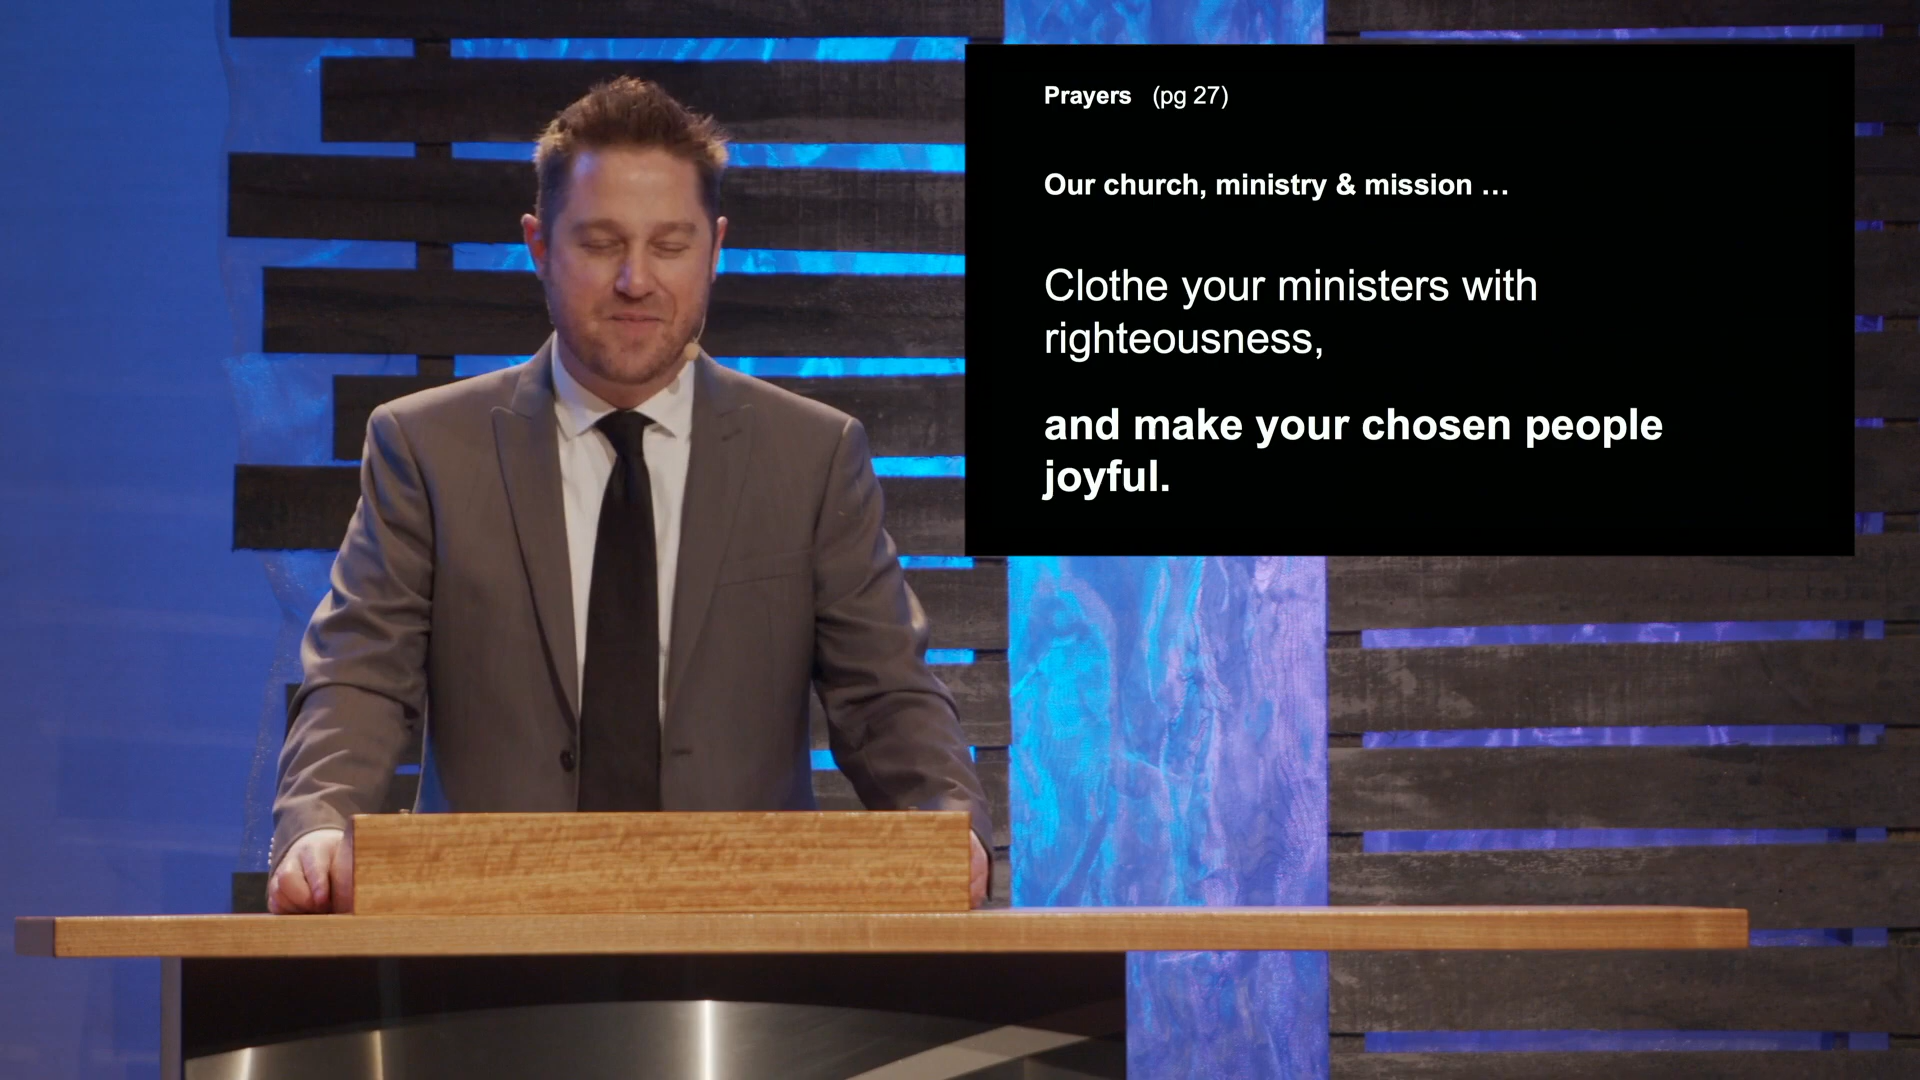 Prayers (pg 27)
Our church, ministry & mission …
Clothe your ministers with
righteousness,
and make your chosen people
joyful.